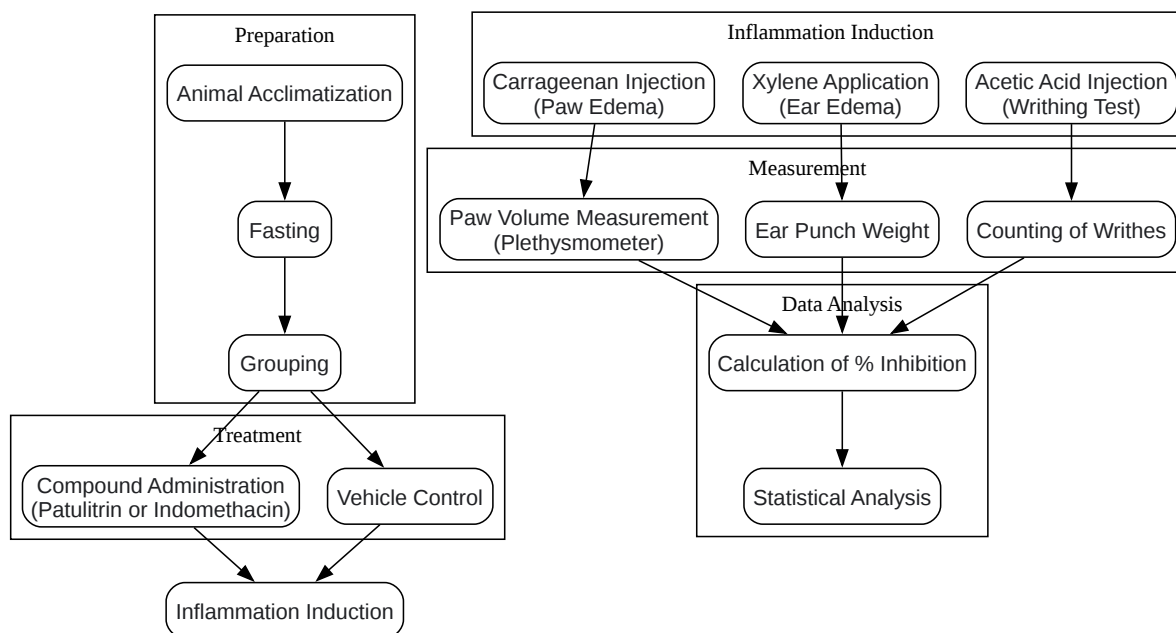 Preparation
Animal Acclimatization
Fasting
Grouping
Treatment
Compound Administration
(Patulitrin or Indomethacin)
Vehicle Control
Inflammation Induction
Inflammation Induction
Carrageenan Injection
(Paw Edema)
Xylene Application
(Ear Edema)
Acetic Acid Injection
(Writhing Test)
Measurement
Paw Volume Measurement
(Plethysmometer)
Ear Punch Weight
Counting of Writhes
Data Analysis
Calculation of % Inhibition
Statistical Analysis